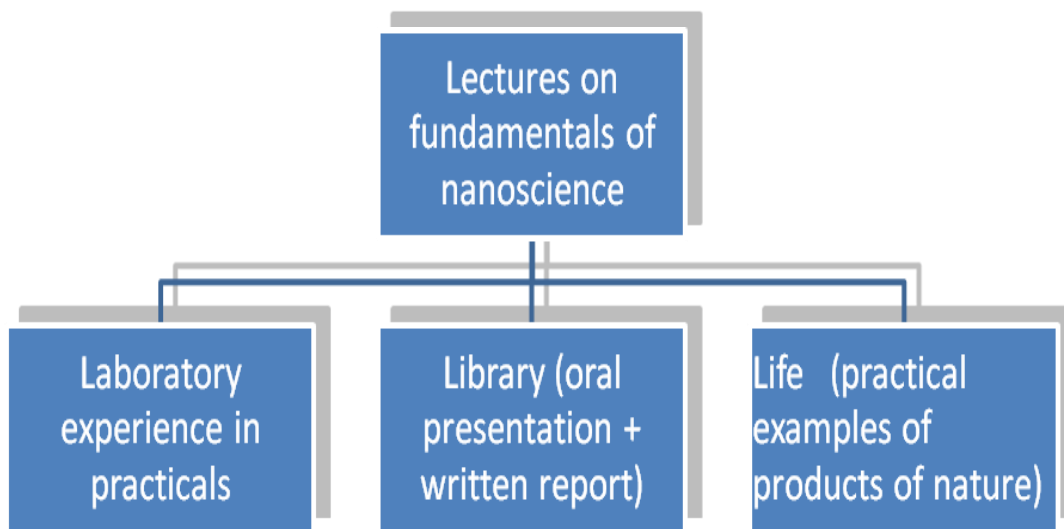 Lectures on
fundamentals of
nanoscience
Laboratory
experience in
practicals
Library (oral
presentation +
written report)
Life (practical
examples of
products of nature)